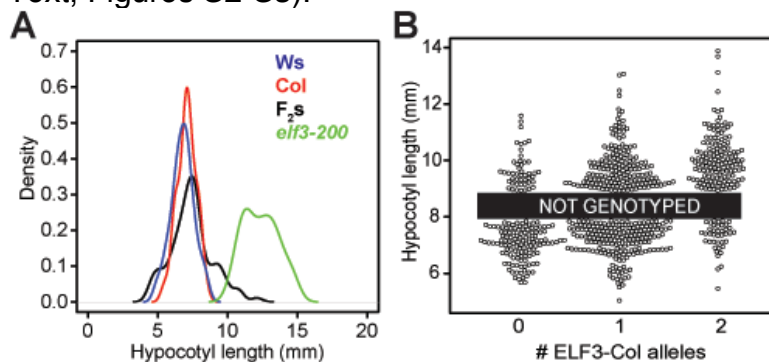 Text, Figures S2-S3).
A
B
0.7
0.6
0.5
0.4
0.3
0.2
0.1
0.0
Density
Ws
Col
F2s
elf3-200
0 5 10 15 20
Hypocotyl length (mm)
14
12
10
8
6
Hypocotyl length (mm)
NOT GENOTYPED
0 1 2
# ELF3-Col alleles